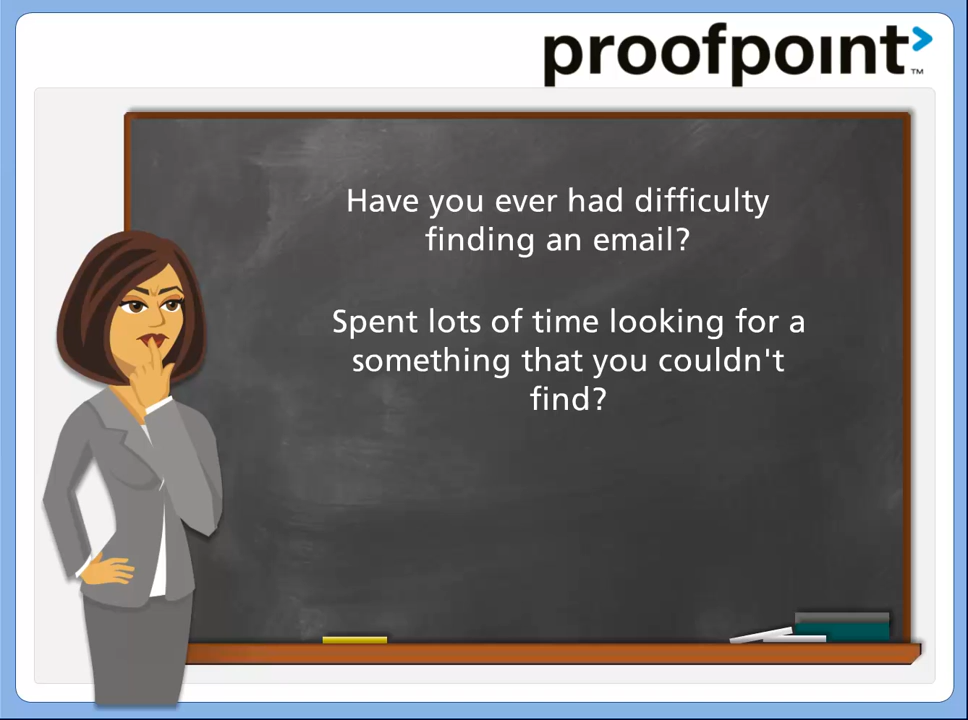 proofpoint™
Have you ever had difficulty
finding an email?
Spent lots of time looking for a
something that you couldn't
find?